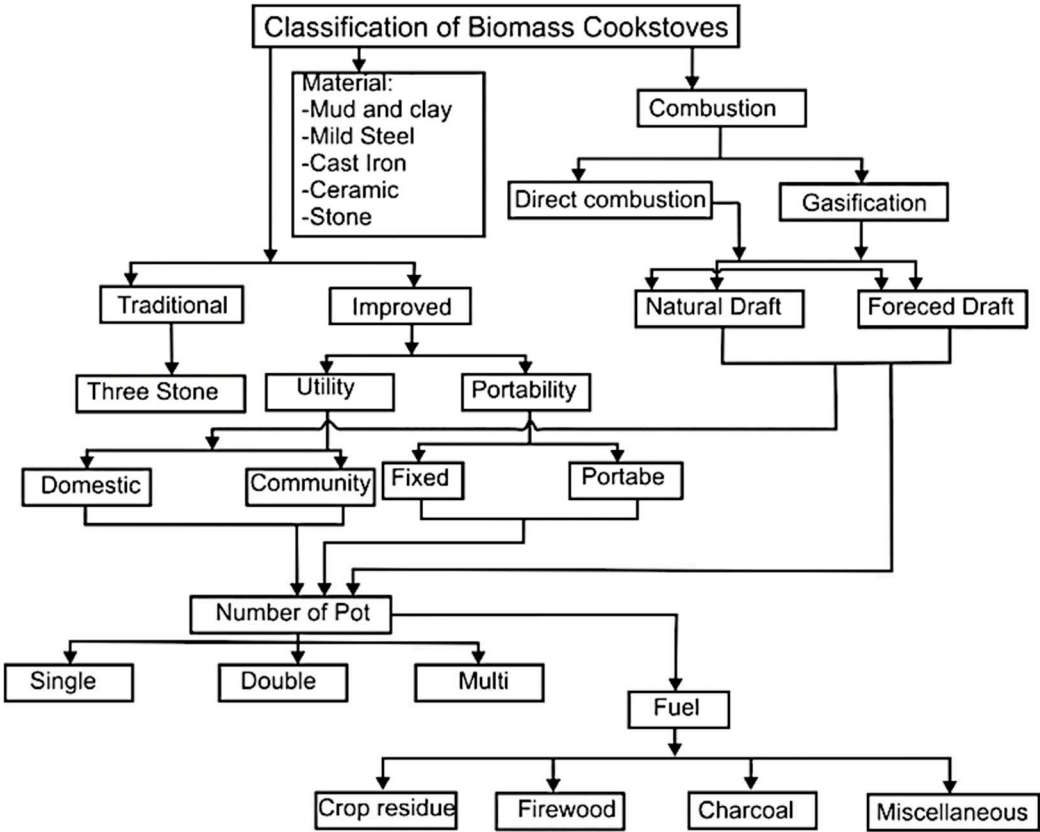 Classification of Biomass Cookstoves
Material:
-Mud and clay
-Mild Steel
-Cast Iron
-Ceramic
-Stone
Combustion
Direct combustion
Gasification
Traditional
Improved
Natural Draft
Foreced Draft
Three Stone
Utility
Portability
Domestic
Community
Fixed
Portabe
Number of Pot
Single
Double
Multi
Fuel
Crop residue
Firewood
Charcoal
Miscellaneous